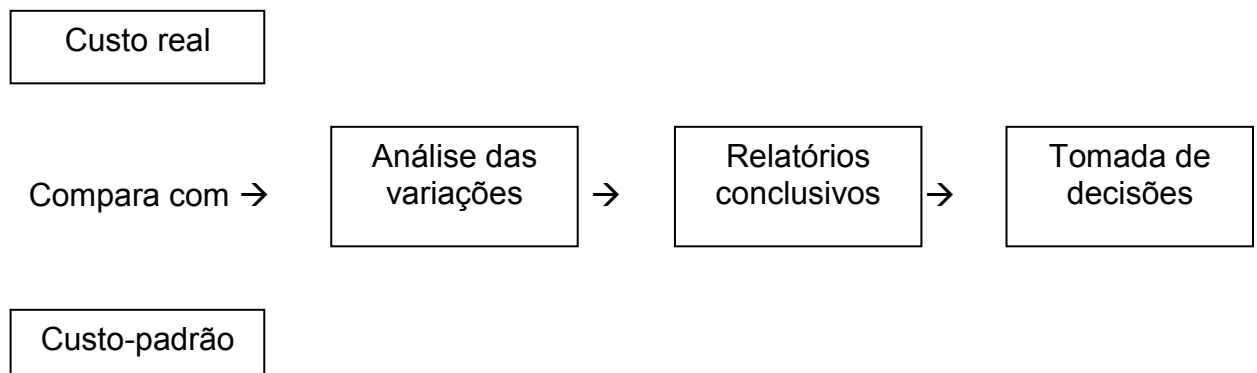 Custo real
Compara com →
Análise das
variações
→
Relatórios
conclusivos
→
Tomada de
decisões
Custo-padrão